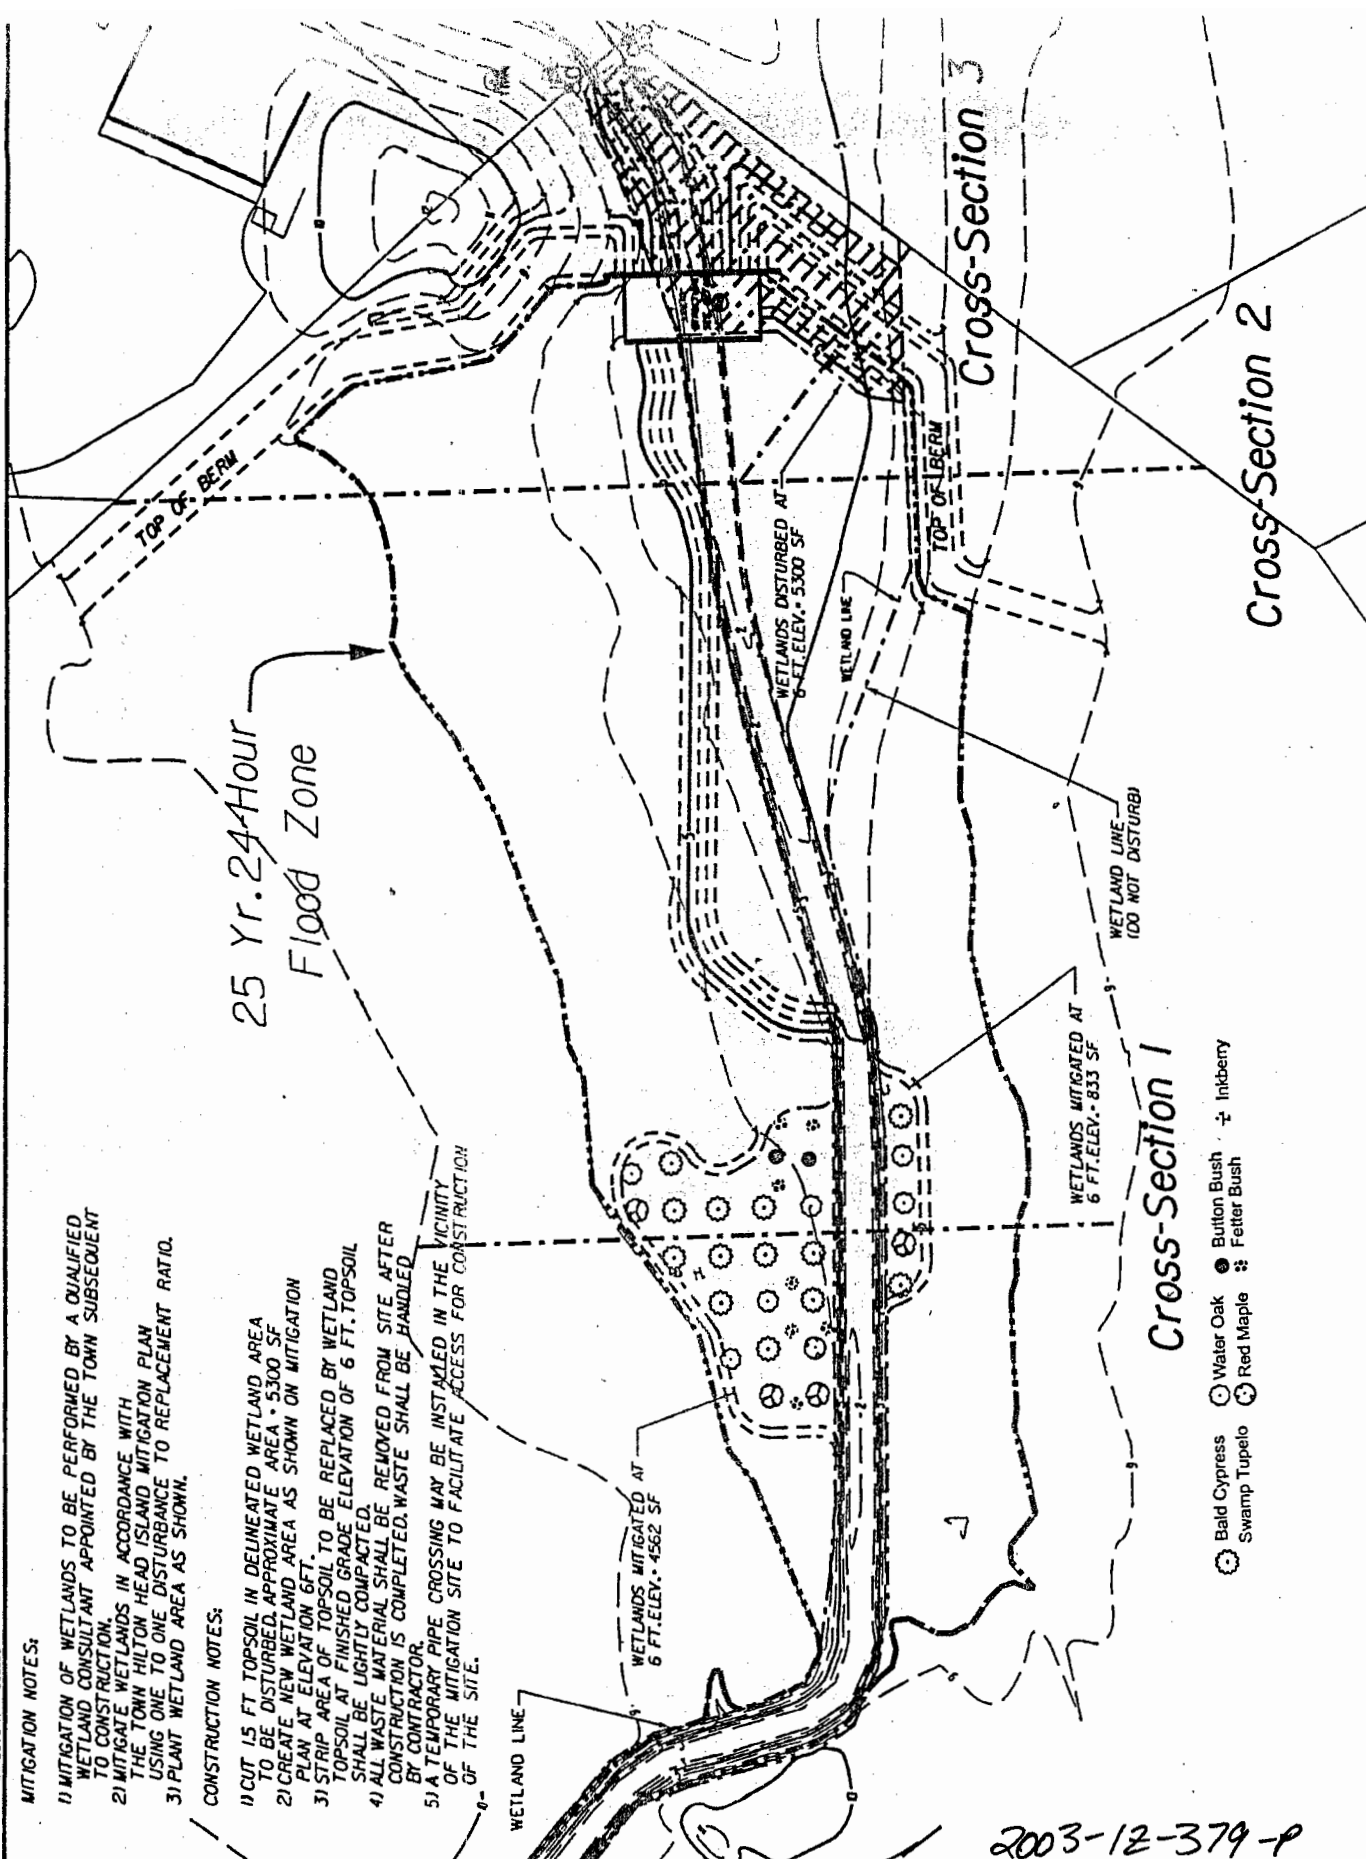 MITIGATION NOTES:
1) MITIGATION OF WETLANDS TO BE PERFORMED BY A QUALIFIED
WETLAND CONSULTANT APPOINTED BY THE TOWN SUBSEQUENT
TO CONSTRUCTION.
2) MITIGATE WETLANDS IN ACCORDANCE WITH
THE TOWN HILTON HEAD ISLAND MITIGATION PLAN
USING ONE TO ONE DISTURBANCE TO REPLACEMENT RATIO.
3) PLANT WETLAND AREA AS SHOWN.
CONSTRUCTION NOTES:
1) CUT 1.5 FT TOPSOIL IN DELINEATED WETLAND AREA
TO BE DISTURBED. APPROXIMATE AREA = 5300 SF
2) CREATE NEW WETLAND AREA AS SHOWN ON MITIGATION
PLAN AT ELEVATION 6FT.
3) STRIP AREA OF TOPSOIL TO BE REPLACED BY WETLAND
TOPSOIL AT FINISHED GRADE ELEVATION OF 6 FT. TOPSOIL
SHALL BE LIGHTLY COMPACTED.
4) ALL WASTE MATERIAL SHALL BE REMOVED FROM SITE AFTER
CONSTRUCTION IS COMPLETED. WASTE SHALL BE HANDLED
BY CONTRACTOR.
5) A TEMPORARY PIPE CROSSING MAY BE INSTALLED IN THE VICINITY
OF THE MITIGATION SITE TO FACILITATE ACCESS FOR CONSTRUCTION
OF THE SITE.
25 Yr. 24 Hour
Flood Zone
TOP OF BERM
WETLAND LINE
WETLANDS MITIGATED AT
6 FT. ELEV. = 4562 SF
WETLANDS DISTURBED AT
6 FT. ELEV. = 5300 SF
WETLAND LINE
TOP OF BERM
Cross-Section 3
WETLANDS MITIGATED AT
6 FT. ELEV. = 833 SF
WETLAND LINE
(DO NOT DISTURB)
Cross-Section 1
Cross-Section 2
Bald Cypress
Water Oak
Button Bush
Inkberry
Swamp Tupelo
Red Maple
Fetter Bush
2003-1Z-379-P